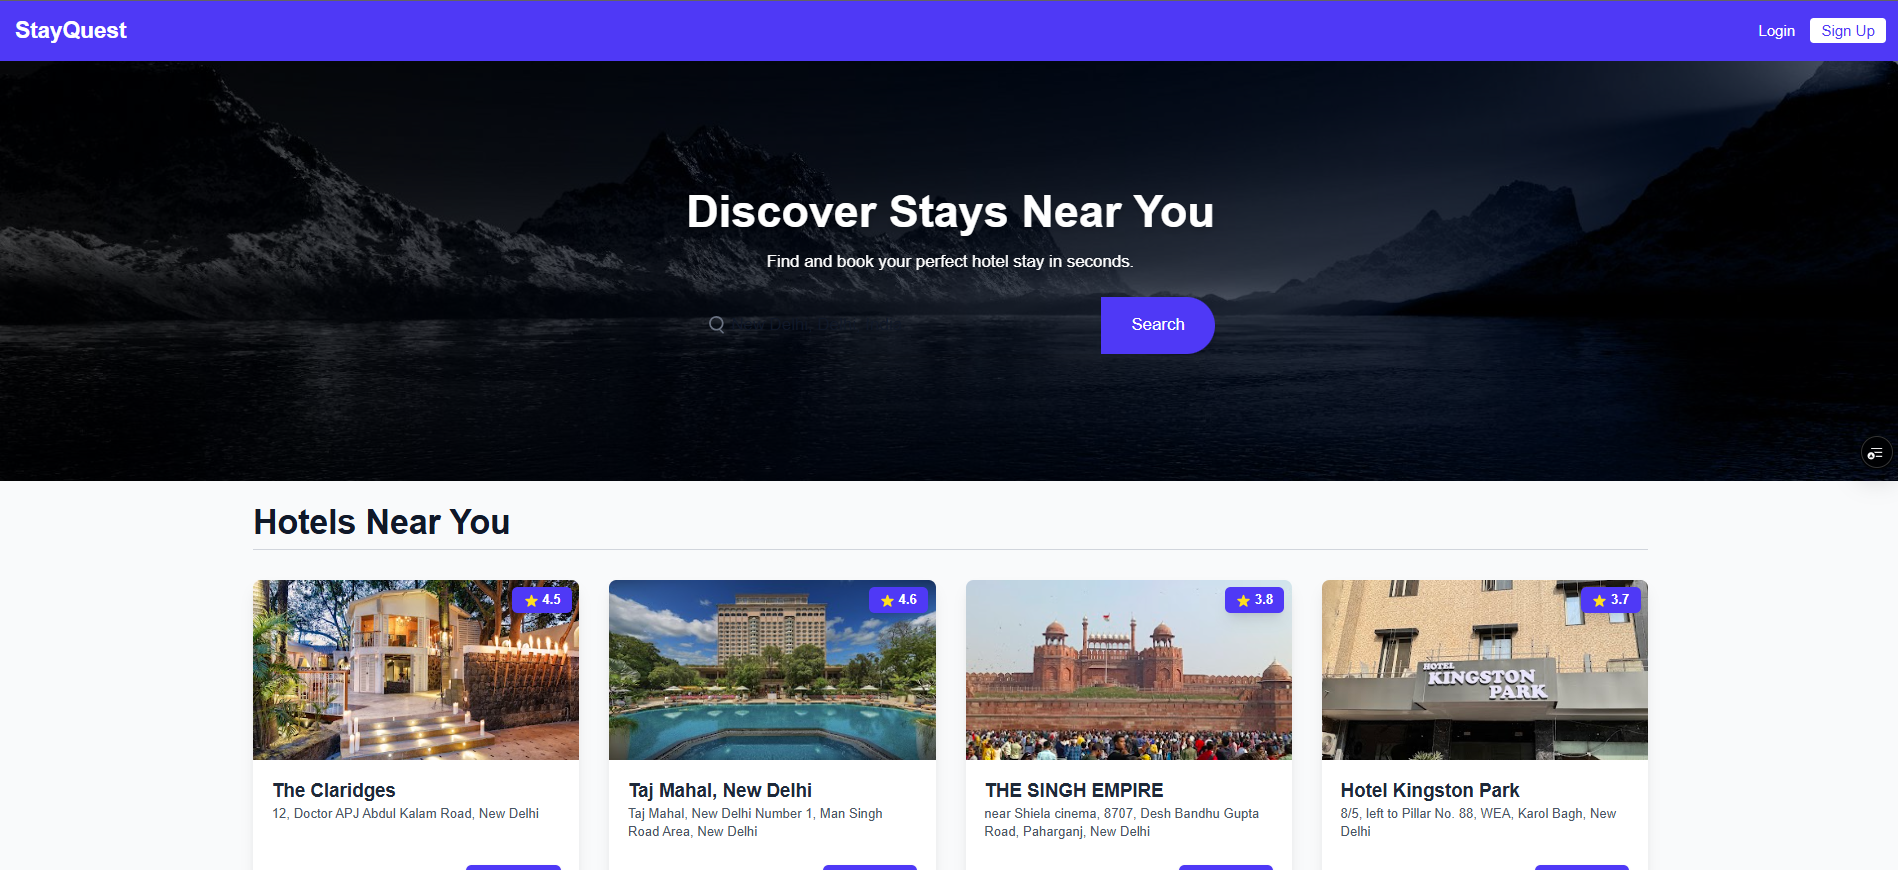 StayQuest
Login
Sign Up
Discover Stays Near You
Find and book your perfect hotel stay in seconds.
Search
Hotels Near You
4.5
4.6
3.8
3.7
HOTEL
KINGSTON
PARK
The Claridges
12, Doctor APJ Abdul Kalam Road, New Delhi
Taj Mahal, New Delhi
Taj Mahal, New Delhi Number 1, Man Singh
Road Area, New Delhi
THE SINGH EMPIRE
near Shiela cinema, 8707, Desh Bandhu Gupta
Road, Paharganj, New Delhi
Hotel Kingston Park
8/5, left to Pillar No. 88, WEA, Karol Bagh, New
Delhi